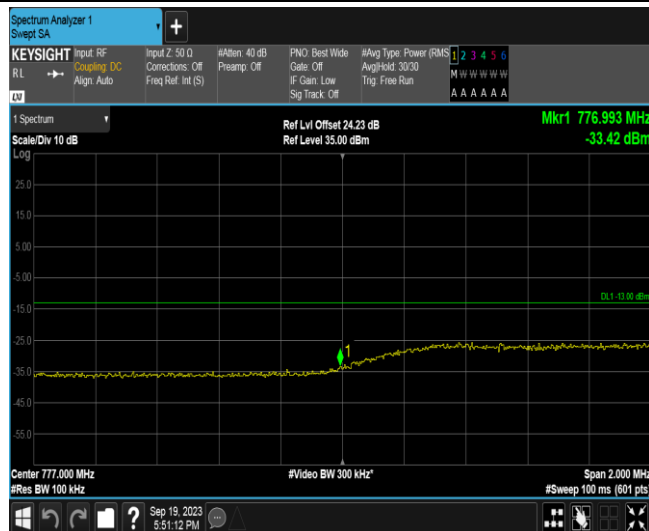 Spectrum Analyzer 1
Swept SA
+
KEYSIGHT
RL
LXI
Input: RF
Coupling: DC
Align: Auto
Input Z: 50 Ω
Corrections: Off
Freq Ref: Int (S)
#Atten: 40 dB
Preamp: Off
PNO: Best Wide
Gate: Off
IF Gain: Low
Sig Track: Off
#Avg Type: Power (RMS
Avg|Hold: 30/30
Trig: Free Run
1 2 3 4 5 6
M W W W W W
A A A A A A
1 Spectrum
Scale/Div 10 dB
Ref Lvl Offset 24.23 dB
Ref Level 35.00 dBm
Mkr1 776.993 MHz
-33.42 dBm
Log
25.0
15.0
5.00
-5.00
DL1 -13.00 dBm
-15.0
-25.0
1
-35.0
-45.0
-55.0
Center 777.000 MHz
#Video BW 300 kHz*
Span 2.000 MHz
#Res BW 100 kHz
#Sweep 100 ms (601 pts)
?
Sep 19, 2023
5:51:12 PM